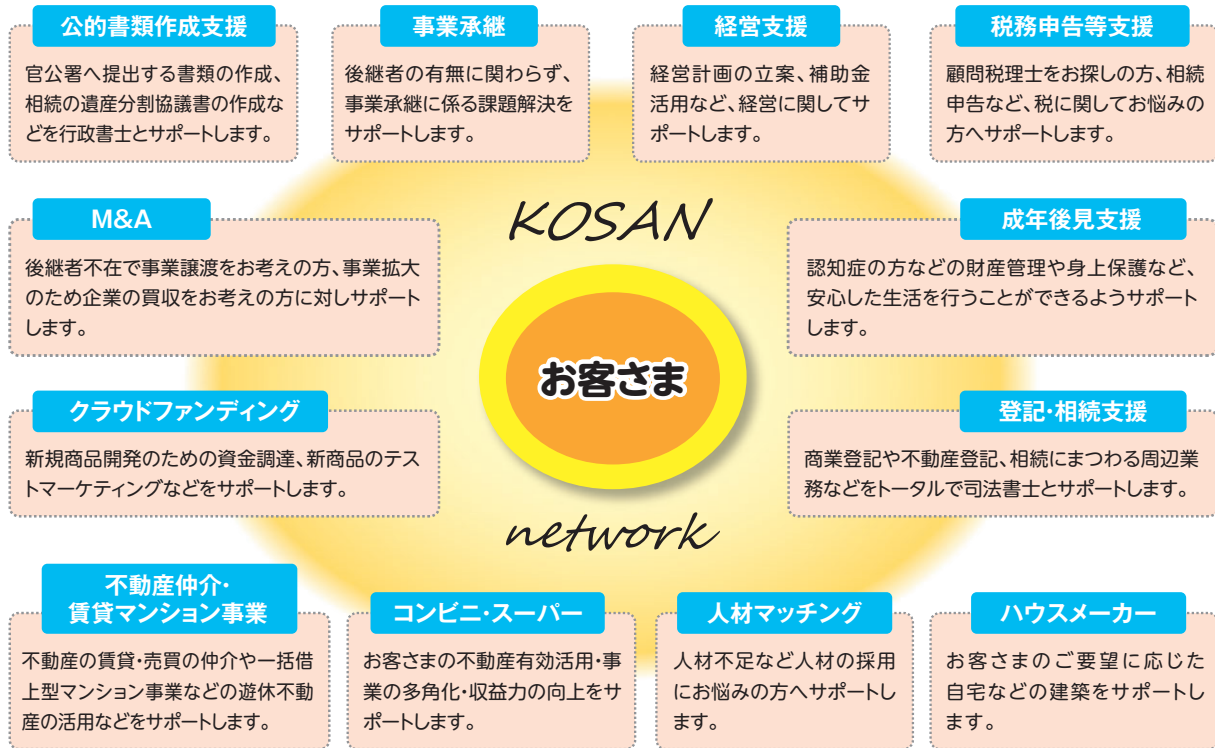 公的書類作成支援
官公署へ提出する書類の作成、
相続の遺産分割協議書の作成な
どを行政書士とサポートします。
事業承継
後継者の有無に関わらず、
事業承継に係る課題解決を
サポートします。
経営支援
経営計画の立案、補助金
活用など、経営に関してサ
ポートします。
税務申告等支援
顧問税理士をお探しの方、相続
申告など、税に関してお悩みの
方へサポートします。
KOSAN
M&A
後継者不在で事業譲渡をお考えの方、事業拡大
のため企業の買収をお考えの方に対しサポート
します。
成年後見支援
認知症の方などの財産管理や身上保護など、
安心した生活を行うことができるようサポート
します。
お客さま
クラウドファンディング
新規商品開発のための資金調達、新商品のテス
トマーケティングなどをサポートします。
登記・相続支援
商業登記や不動産登記、相続にまつわる周辺業
務などをトータルで司法書士とサポートします。
network
不動産仲介・
賃貸マンション事業
不動産の賃貸・売買の仲介や一括借
上型マンション事業などの遊休不動
産の活用などをサポートします。
コンビニ・スーパー
お客さまの不動産有効活用・事
業の多角化・収益力の向上をサ
ポートします。
人材マッチング
人材不足など人材の採用
にお悩みの方へサポートし
ます。
ハウスメーカー
お客さまのご要望に応じた
自宅などの建築をサポートし
ます。